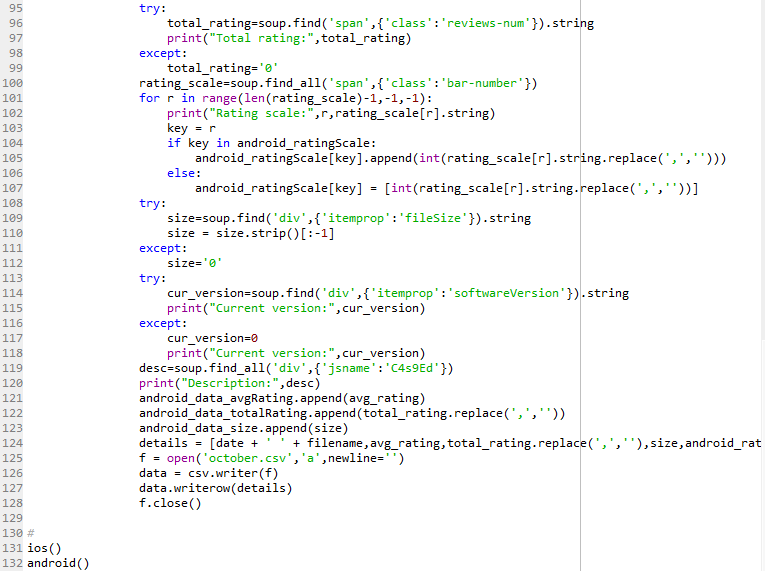 95                 try:
96                     total_rating=soup.find('span',{'class':'reviews-num'}).string
97                     print("Total rating:",total_rating)
98                 except:
99                     total_rating='0'
100                 rating_scale=soup.find_all('span',{'class':'bar-number'})
101                 for r in range(len(rating_scale)-1,-1,-1):
102                     print("Rating scale:",r,rating_scale[r].string)
103                     key = r
104                     if key in android_ratingScale:
105                         android_ratingScale[key].append(int(rating_scale[r].string.replace(',','')))
106                     else:
107                         android_ratingScale[key] = [int(rating_scale[r].string.replace(',',''))]
108                 try:
109                     size=soup.find('div',{'itemprop':'fileSize'}).string
110                     size = size.strip()[:-1]
111                 except:
112                     size='0'
113                 try:
114                     cur_version=soup.find('div',{'itemprop':'softwareVersion'}).string
115                     print("Current version:",cur_version)
116                 except:
117                     cur_version=0
118                     print("Current version:",cur_version)
119                 desc=soup.find_all('div',{'jsname':'C4s9Ed'})
120                 print("Description:",desc)
121                 android_data_avgRating.append(avg_rating)
122                 android_data_totalRating.append(total_rating.replace(',',''))
123                 android_data_size.append(size)
124                 details = [date + ' ' + filename,avg_rating,total_rating.replace(',',''),size,android_rat
125                 f = open('october.csv','a',newline='')
126                 data = csv.writer(f)
127                 data.writerow(details)
128                 f.close()
129
130 #
131 ios()
132 android()